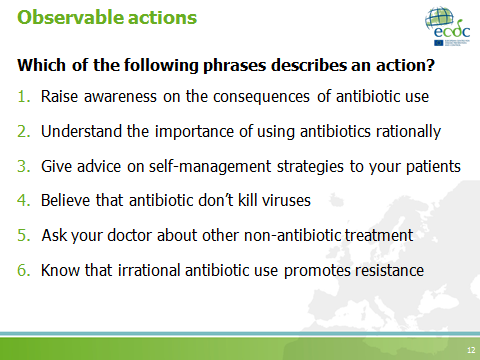 Observable actions
ecdc
Which of the following phrases describes an action?
1. Raise awareness on the consequences of antibiotic use
2. Understand the importance of using antibiotics rationally
3. Give advice on self-management strategies to your patients
4. Believe that antibiotic don't kill viruses
5. Ask your doctor about other non-antibiotic treatment
6. Know that irrational antibiotic use promotes resistance
12